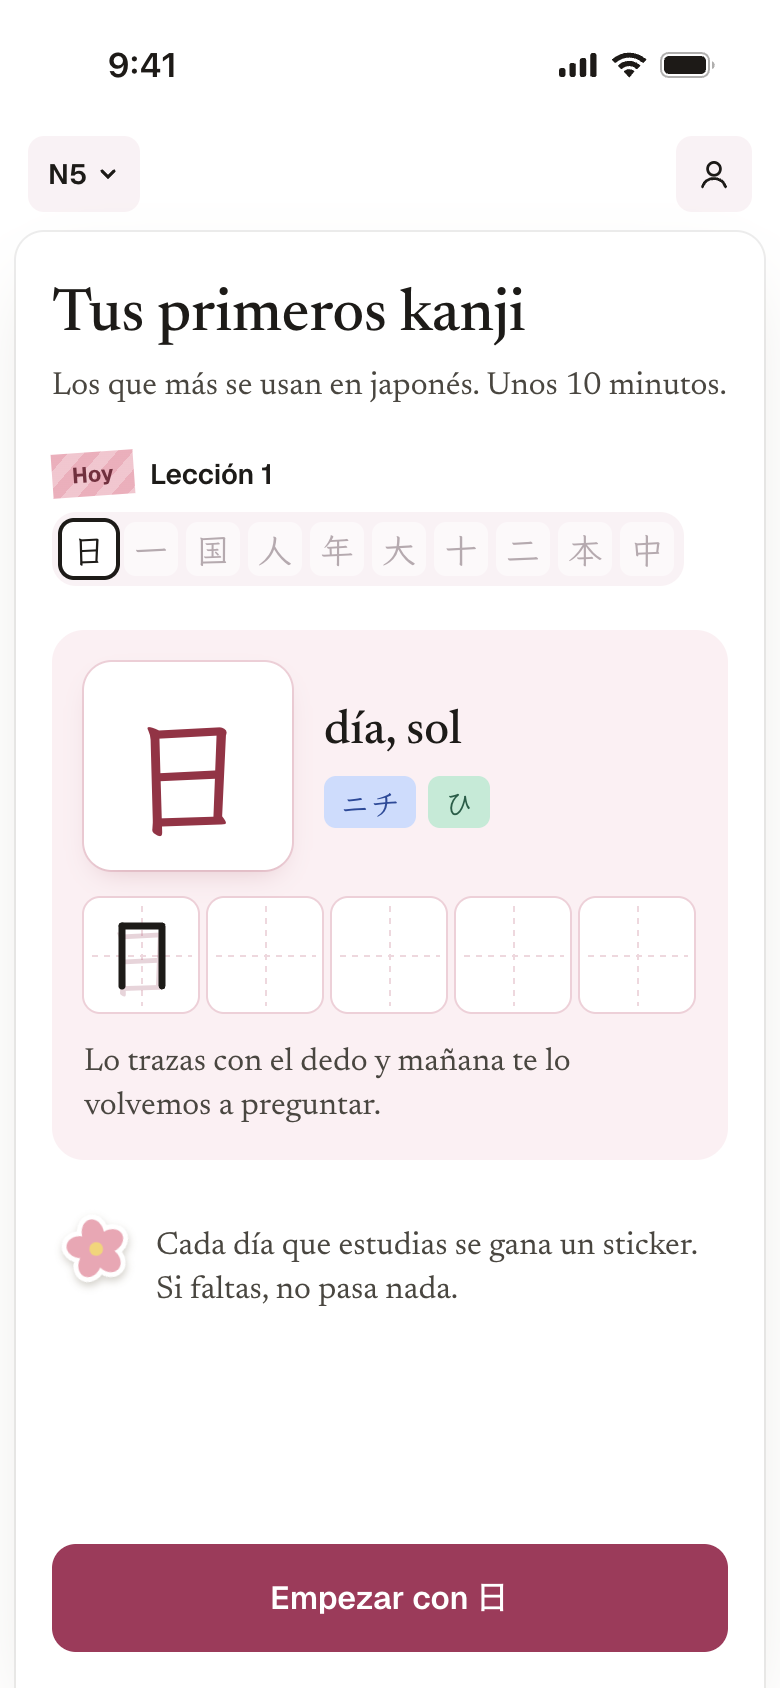 9:41
N5
Tus primeros kanji
Los que más se usan en japonés. Unos 10 minutos.
Hoy Lección 1
日 一 国 人 年 大 十 二 本 中
日
día, sol
ニチ ひ
日
Lo trazas con el dedo y mañana te lo
volvemos a preguntar.
Cada día que estudias se gana un sticker.
Si faltas, no pasa nada.
Empezar con 日